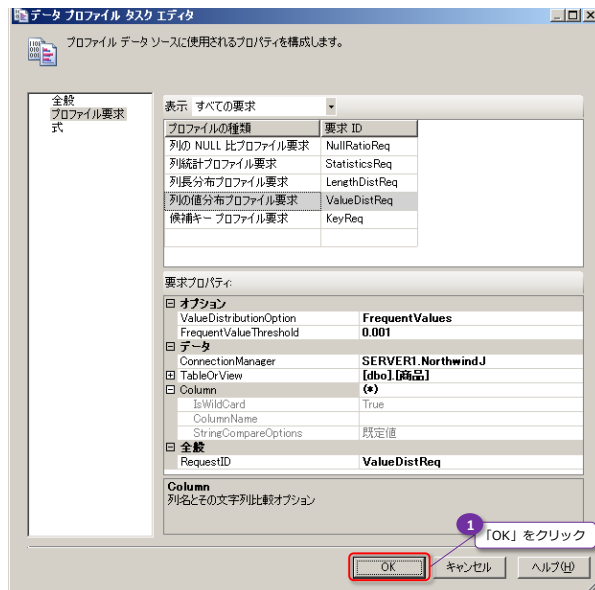 データ プロファイル タスク エディタ
プロファイル データ ソースに使用されるプロパティを構成します。
全般
プロファイル要求
式
表示 すべての要求
プロファイルの種類 要求 ID
列の NULL 比プロファイル要求 NullRatioReq
列統計プロファイル要求 StatisticsReq
列長分布プロファイル要求 LengthDistReq
列の値分布プロファイル要求 ValueDistReq
候補キー プロファイル要求 KeyReq
要求プロパティ:
オプション
ValueDistributionOption FrequentValues
FrequentValueThreshold 0.001
データ
ConnectionManager SERVER1.NorthwindJ
TableOrView [dbo].[商品]
Column (*)
IsWildCard True
ColumnName
StringCompareOptions 既定値
全般
RequestID ValueDistReq
Column
列名とその文字列比較オプション
1
「OK」をクリック
OK キャンセル ヘルプ(H)